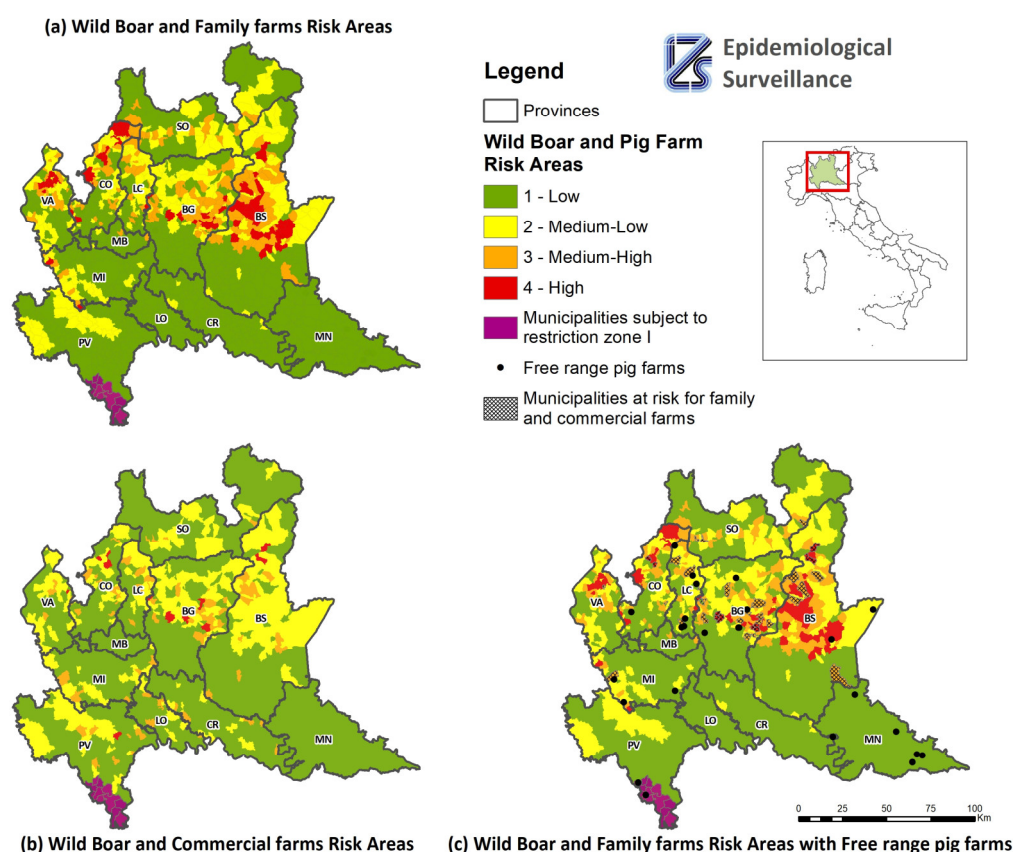 (a) Wild Boar and Family farms Risk Areas
SO
VA
CO
LC
BG
BS
MB
MI
LO
CR
PV
MN
Legend
Provinces
Wild Boar and Pig Farm
Risk Areas
1 - Low
2 - Medium-Low
3 - Medium-High
4 - High
Municipalities subject to
restriction zone I
Free range pig farms
Municipalities at risk for family
and commercial farms
IZS
Epidemiological
Surveillance
SO
VA
CO
LC
BG
BS
MB
MI
LO
CR
PV
MN
(b) Wild Boar and Commercial farms Risk Areas
SO
VA
CO
LC
BG
BS
MB
MI
LO
CR
PV
MN
0 25 50 75 100
Km
(c) Wild Boar and Family farms Risk Areas with Free range pig farms